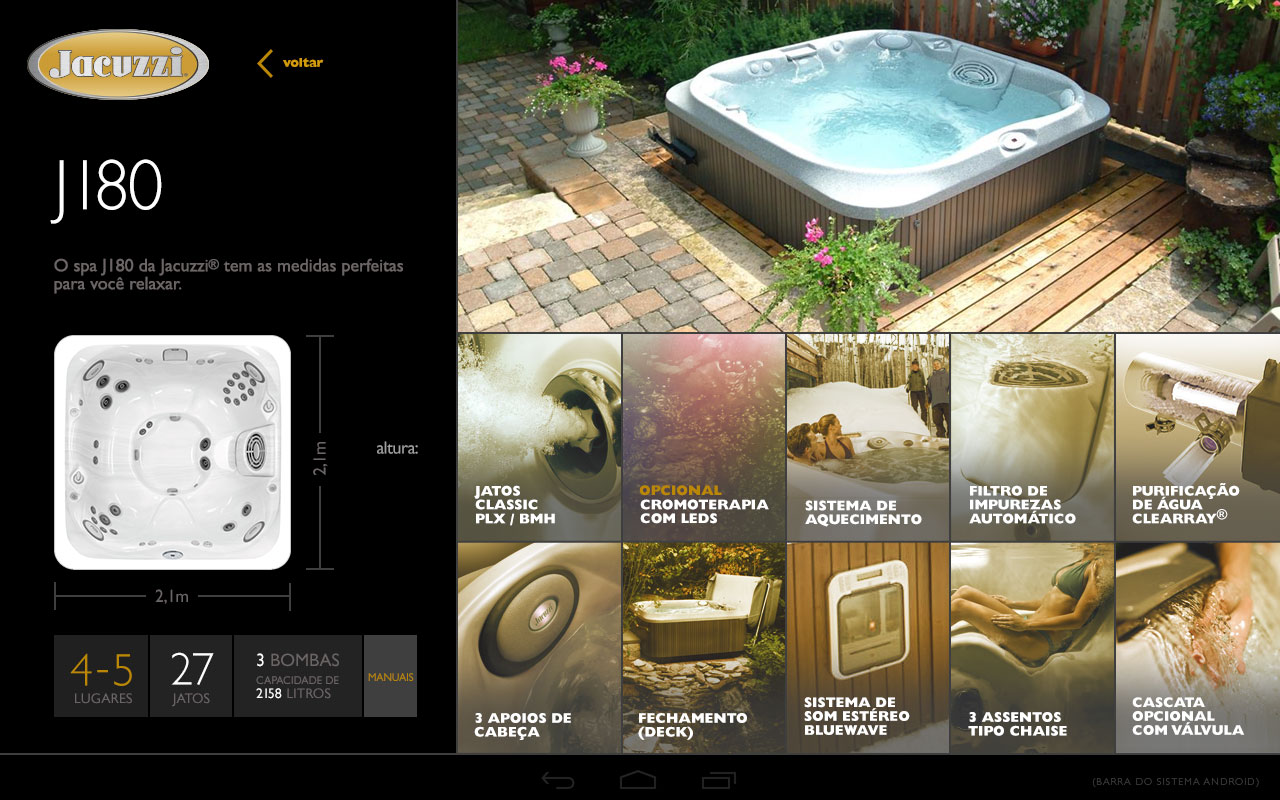 Jacuzzi
voltar
J180
O spa J180 da Jacuzzi® tem as medidas perfeitas
para você relaxar.
2,1m
altura:
2,1m
4-5
LUGARES
27
JATOS
3 BOMBAS
CAPACIDADE DE
2158 LITROS
MANUAIS
JATOS
CLASSIC
PLX / BMH
OPCIONAL
CROMOTERAPIA
COM LEDS
SISTEMA DE
AQUECIMENTO
FILTRO DE
IMPUREZAS
AUTOMÁTICO
PURIFICAÇÃO
DE ÁGUA
CLEARRAY®
Jacuzzi
3 APOIOS DE
CABEÇA
FECHAMENTO
(DECK)
SISTEMA DE
SOM ESTÉREO
BLUEWAVE
3 ASSENTOS
TIPO CHAISE
CASCATA
OPCIONAL
COM VÁLVULA
(BARRA DO SISTEMA ANDROID)